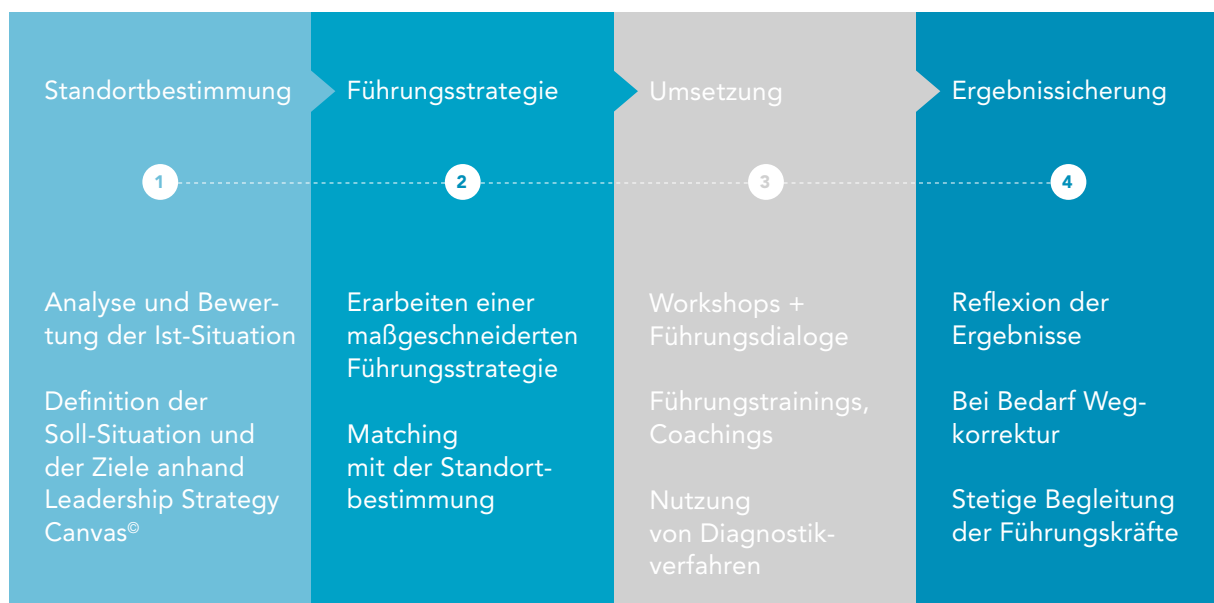 Standortbestimmung
1
Analyse und Bewer-
tung der Ist-Situation
Definition der
Soll-Situation und
der Ziele anhand
Leadership Strategy
Canvas©
Führungsstrategie
2
Erarbeiten einer
maßgeschneiderten
Führungsstrategie
Matching
mit der Standort-
bestimmung
Umsetzung
3
Workshops +
Führungsdialoge
Führungstrainings,
Coachings
Nutzung
von Diagnostik-
verfahren
Ergebnissicherung
4
Reflexion der
Ergebnisse
Bei Bedarf Weg-
korrektur
Stetige Begleitung
der Führungskräfte